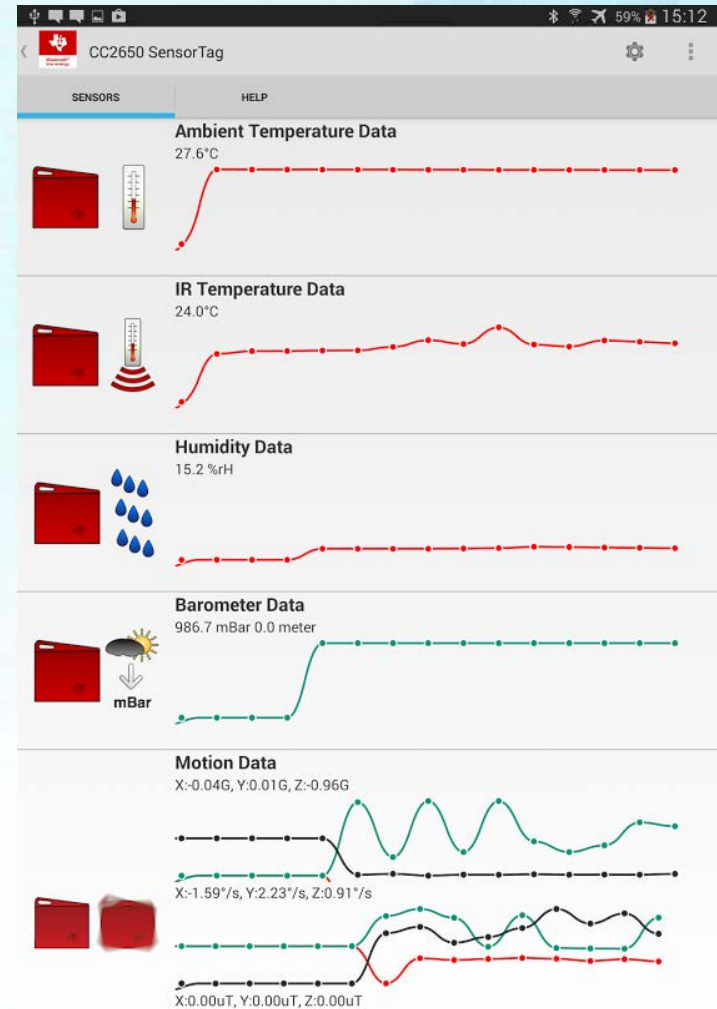 59% 15:12
CC2650 SensorTag
SENSORS HELP
Ambient Temperature Data
27.6°C
IR Temperature Data
24.0°C
Humidity Data
15.2 %rH
Barometer Data
986.7 mBar 0.0 meter
mBar
Motion Data
X:-0.04G, Y:0.01G, Z:-0.96G
X:-1.59°/s, Y:2.23°/s, Z:0.91°/s
X:0.00uT, Y:0.00uT, Z:0.00uT